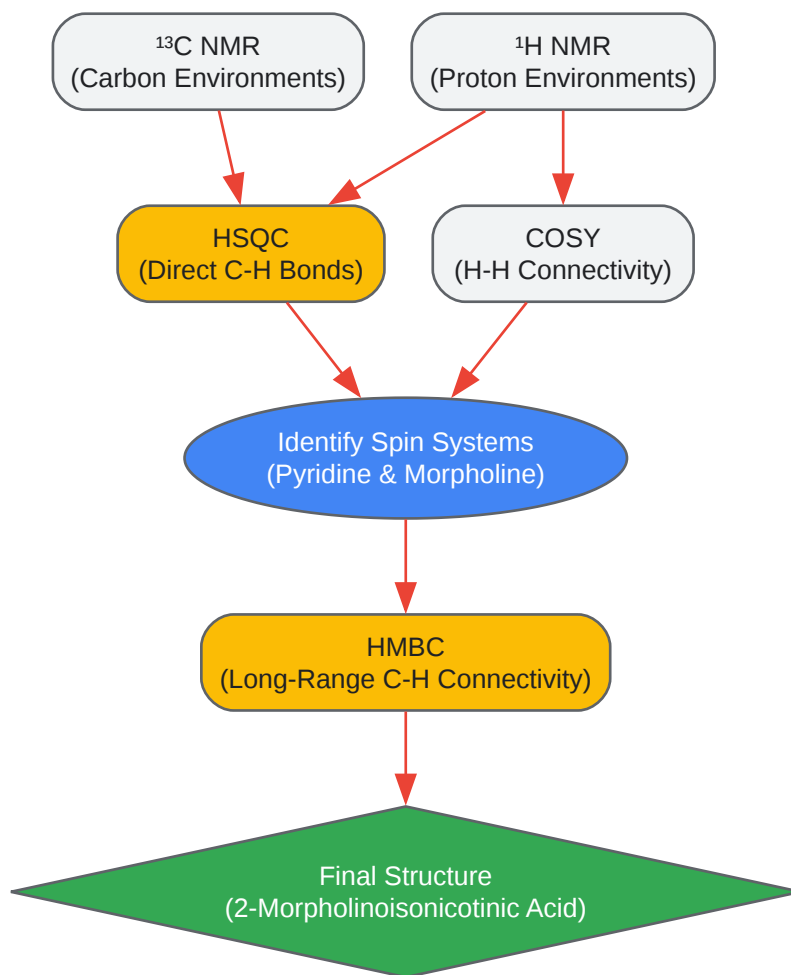 ¹³C NMR
(Carbon Environments)
¹H NMR
(Proton Environments)
HSQC
(Direct C-H Bonds)
COSY
(H-H Connectivity)
Identify Spin Systems
(Pyridine & Morpholine)
HMBC
(Long-Range C-H Connectivity)
Final Structure
(2-Morpholinoisonicotinic Acid)